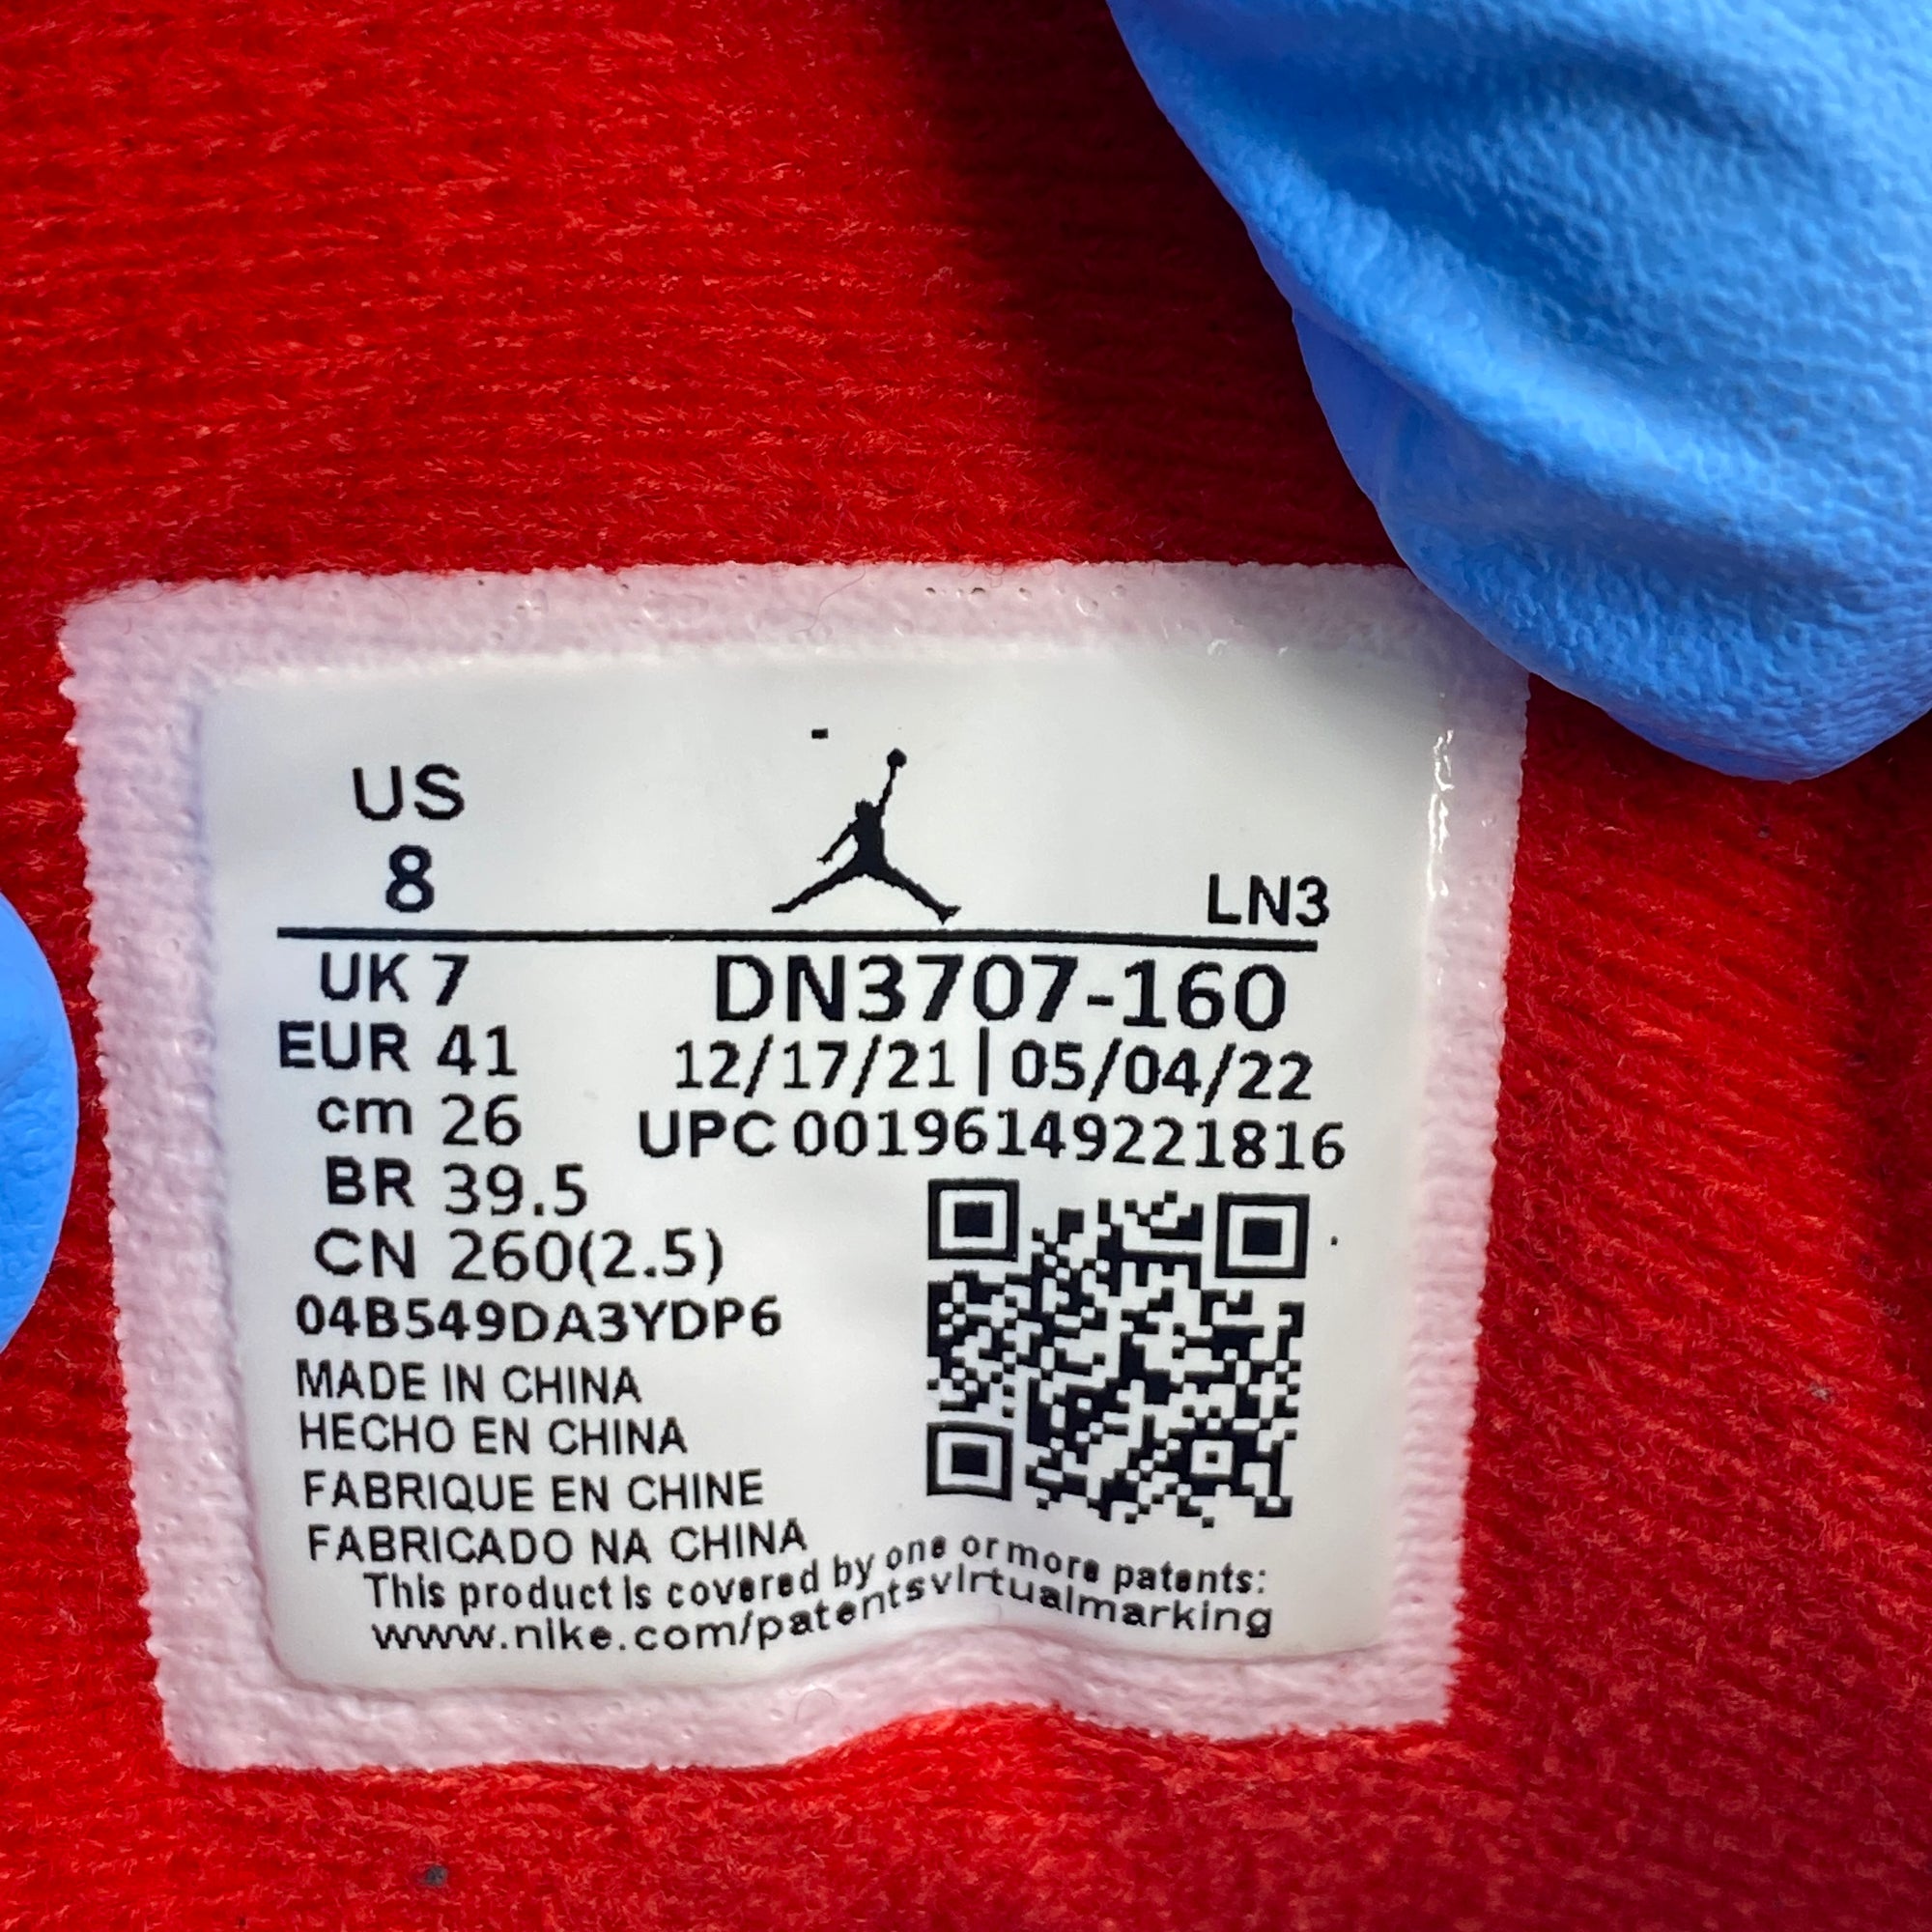 US
8
LN3
UK 7
EUR 41
cm 26
BR 39.5
CN 260(2.5)
DN3707-160
12/17/21 | 05/04/22
UPC 00196149221816
04B549DA3YDP6
MADE IN CHINA
HECHO EN CHINA
FABRIQUE EN CHINE
FABRICADO NA CHINA
This product is covered by one or more patents:
www.nike.com/patentsvirtualmarking